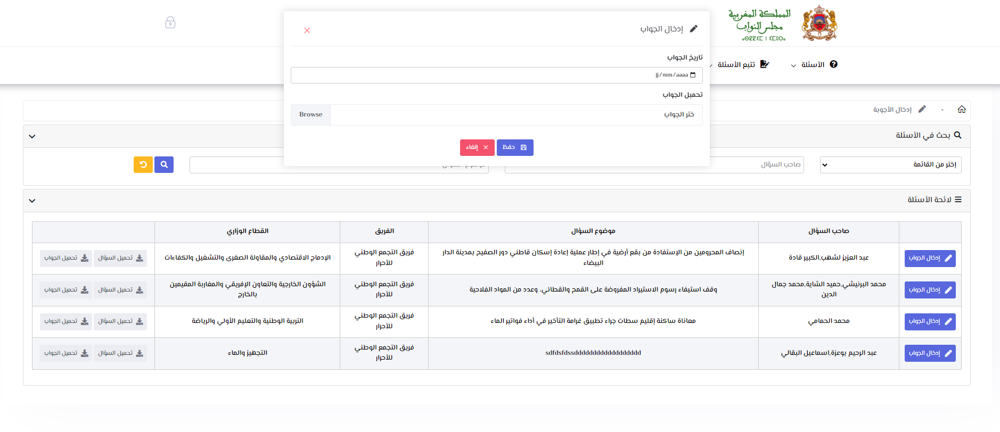 المملكة المغربية
مجلس النواب
0
الأسئلة
تتبع الأسئلة
إدخال الجواب
تاريخ الجواب
jj/mm/aaaa
تحمبل الجواب
ختر الجواب
Browse
حفظ
إلغاء
- إدخال الأجوبة
بحث في الأسئلة
إختر من القائمة
صاحب السؤال
لائحة الأسئلة
صاحب السؤال موضوع السؤال الفريق القطاع الوزاري
إدخال الجواب
عبد العزيز لشهب,الكبير قادة
إنصاف المحرومين من الإستفادة من بقع أرضية في إطار عملية إعادة إسكان قاطني دور الصفيح بمدينة الدار
البيضاء
فريق التجمع الوطني
للأحرار
الإدماج الاقتصادي والمقاولة الصغرى والتشغيل والكفاءات
تحميل السؤال
تحميل الجواب
إدخال الجواب
محمد البرنيشي,حميد الشاية,محمد جمال
الدين
وقف استيفاء رسوم الاستيراد المفروضة على القمح والقطاني، وعدد من المواد الفلاحية
فريق التجمع الوطني
للأحرار
الشؤون الخارجية والتعاون الإفريقي والمغاربة المقيمين
بالخارج
تحميل السؤال
تحميل الجواب
إدخال الجواب
محمد الحمامي
معاناة ساكنة إقليم سطات جراء تطبيق غرامة التأخير في أداء فواتير الماء
فريق التجمع الوطني
للأحرار
التربية الوطنية والتعليم الأولي والرياضة
تحميل السؤال
تحميل الجواب
إدخال الجواب
عبد الرحيم بوعزة,اسماعيل البقالي
sdfdsfdssdddddddddddddddddd
فريق التجمع الوطني
للأحرار
التجهيز والماء
تحميل السؤال
تحميل الجواب